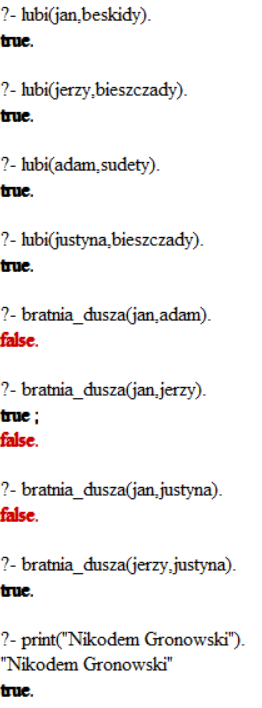 ?- lubi(jan,beskidy).
true.
?- lubi(jerzy,bieszczady).
true.
?- lubi(adam,sudety).
true.
?- lubi(justyna,bieszczady).
true.
?- bratnia_dusza(jan,adam).
false.
?- bratnia_dusza(jan,jerzy).
true ;
false.
?- bratnia_dusza(jan,justyna).
false.
?- bratnia_dusza(jerzy,justyna).
true.
?- print("Nikodem Gronowski").
"Nikodem Gronowski"
true.